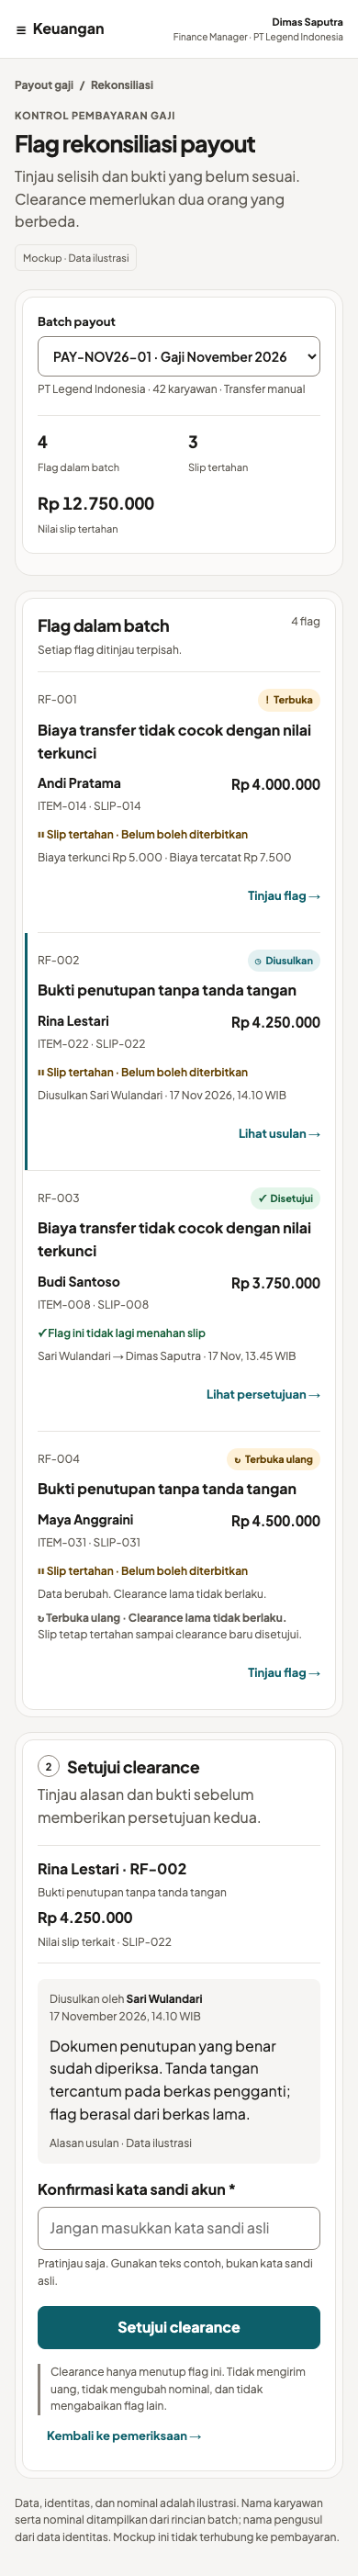 ≡ Keuangan
Dimas Saputra
Finance Manager · PT Legend Indonesia
Payout gaji / Rekonsiliasi
KONTROL PEMBAYARAN GAJI
Flag rekonsiliasi payout
Tinjau selisih dan bukti yang belum sesuai.
Clearance memerlukan dua orang yang
berbeda.
Mockup · Data ilustrasi
Batch payout
PAY-NOV26-01 · Gaji November 2026
PT Legend Indonesia · 42 karyawan · Transfer manual
4
Flag dalam batch
3
Slip tertahan
Rp 12.750.000
Nilai slip tertahan
Flag dalam batch
4 flag
Setiap flag ditinjau terpisah.
RF-001
! Terbuka
Biaya transfer tidak cocok dengan nilai
terkunci
Andi Pratama
Rp 4.000.000
ITEM-014 · SLIP-014
Slip tertahan · Belum boleh diterbitkan
Biaya terkunci Rp 5.000 · Biaya tercatat Rp 7.500
Tinjau flag →
RF-002
Diusulkan
Bukti penutupan tanpa tanda tangan
Rina Lestari
Rp 4.250.000
ITEM-022 · SLIP-022
Slip tertahan · Belum boleh diterbitkan
Diusulkan Sari Wulandari · 17 Nov 2026, 14.10 WIB
Lihat usulan →
RF-003
✓ Disetujui
Biaya transfer tidak cocok dengan nilai
terkunci
Budi Santoso
Rp 3.750.000
ITEM-008 · SLIP-008
✓ Flag ini tidak lagi menahan slip
Sari Wulandari → Dimas Saputra · 17 Nov, 13.45 WIB
Lihat persetujuan →
RF-004
↻ Terbuka ulang
Bukti penutupan tanpa tanda tangan
Maya Anggraini
Rp 4.500.000
ITEM-031 · SLIP-031
Slip tertahan · Belum boleh diterbitkan
Data berubah. Clearance lama tidak berlaku.
↻ Terbuka ulang · Clearance lama tidak berlaku.
Slip tetap tertahan sampai clearance baru disetujui.
Tinjau flag →
2 Setujui clearance
Tinjau alasan dan bukti sebelum
memberikan persetujuan kedua.
Rina Lestari · RF-002
Bukti penutupan tanpa tanda tangan
Rp 4.250.000
Nilai slip terkait · SLIP-022
Diusulkan oleh Sari Wulandari
17 November 2026, 14.10 WIB
Dokumen penutupan yang benar
sudah diperiksa. Tanda tangan
tercantum pada berkas pengganti;
flag berasal dari berkas lama.
Alasan usulan · Data ilustrasi
Konfirmasi kata sandi akun *
Jangan masukkan kata sandi asli
Pratinjau saja. Gunakan teks contoh, bukan kata sandi
asli.
Setujui clearance
Clearance hanya menutup flag ini. Tidak mengirim
uang, tidak mengubah nominal, dan tidak
mengabaikan flag lain.
Kembali ke pemeriksaan →
Data, identitas, dan nominal adalah ilustrasi. Nama karyawan
serta nominal ditampilkan dari rincian batch; nama pengusul
dari data identitas. Mockup ini tidak terhubung ke pembayaran.